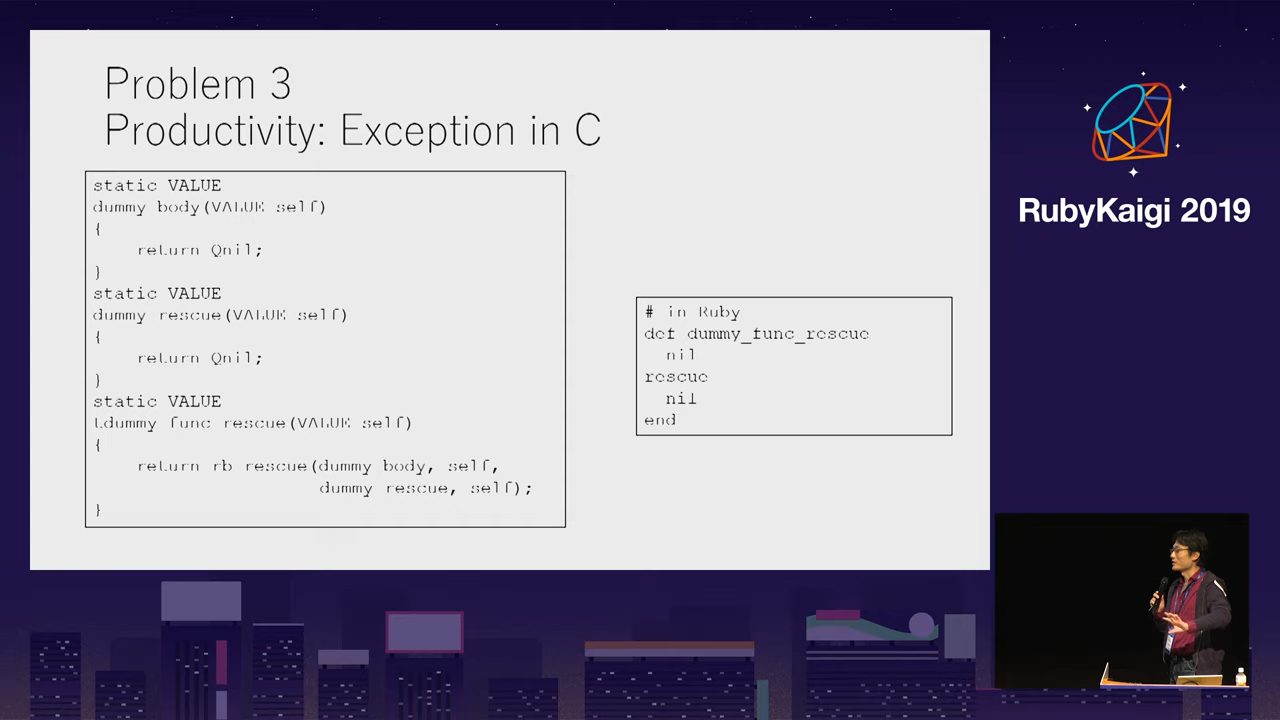 Problem 3
Productivity: Exception in C
static VALUE
dummy_body(VALUE self)
{
    return Qnil;
}
static VALUE
dummy_rescue(VALUE self)
{
    return Qnil;
}
static VALUE
tdummy_func_rescue(VALUE self)
{
    return rb_rescue(dummy_body, self,
                     dummy_rescue, self);
}
# in Ruby
def dummy_func_rescue
  nil
rescue
  nil
end
RubyKaigi 2019